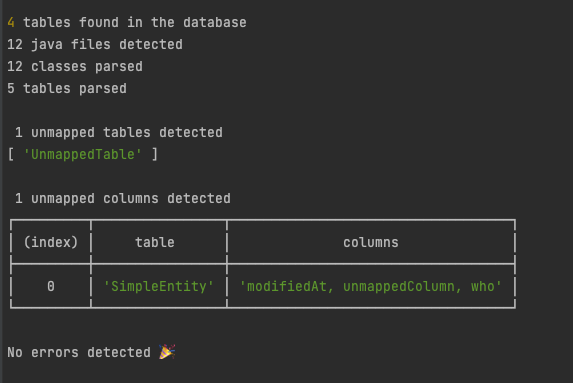 4 tables found in the database
12 java files detected
12 classes parsed
5 tables parsed
1 unmapped tables detected
[ 'UnmappedTable' ]
1 unmapped columns detected
(index) table columns
0 'SimpleEntity' 'modifiedAt, unmappedColumn, who'
No errors detected 🎉